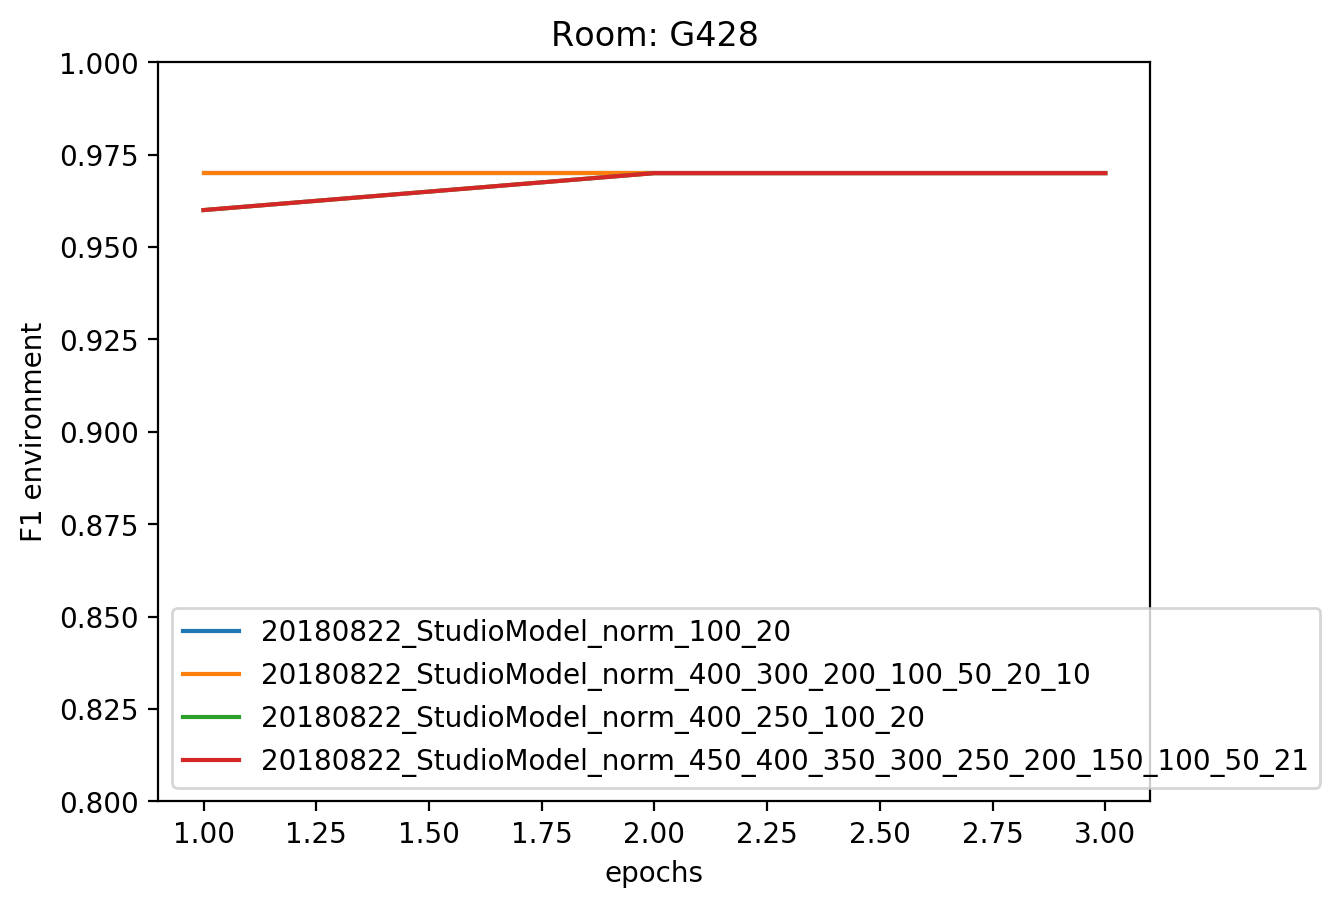 Room: G428
1.000
0.975
0.950
0.925
0.900
0.875
0.850
0.825
0.800
F1 environment
20180822_StudioModel_norm_100_20
20180822_StudioModel_norm_400_300_200_100_50_20_10
20180822_StudioModel_norm_400_250_100_20
20180822_StudioModel_norm_450_400_350_300_250_200_150_100_50_21
1.00 1.25 1.50 1.75 2.00 2.25 2.50 2.75 3.00
epochs